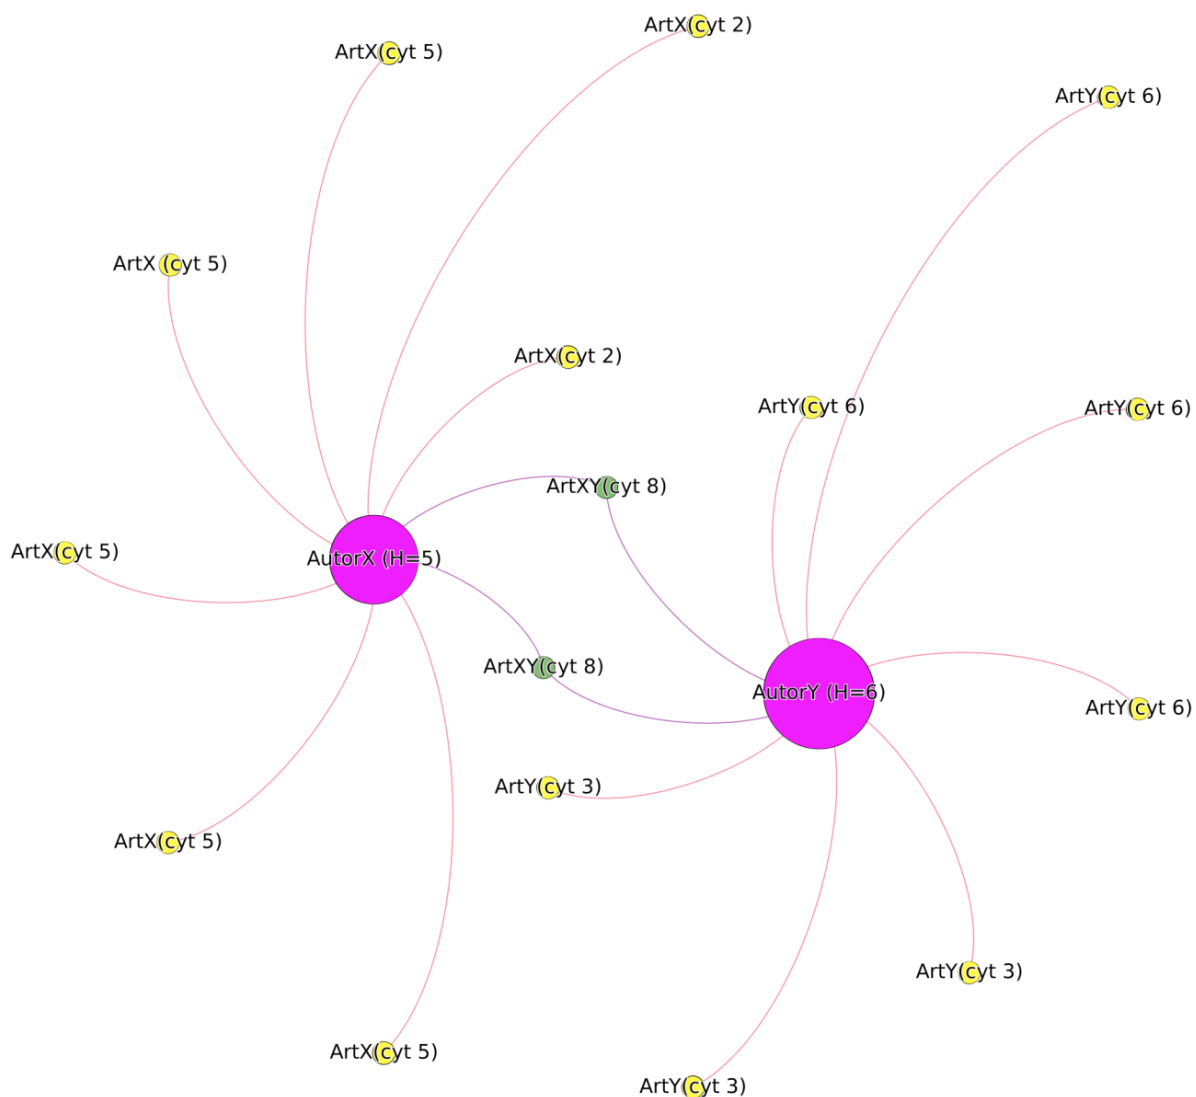 ArtX(cyt 2)
ArtX(cyt 5)
ArtY(cyt 6)
ArtX (cyt 5)
ArtX(cyt 2)
ArtY(cyt 6)
ArtY(cyt 6)
ArtXY(cyt 8)
ArtX(cyt 5)
AutorX (H=5)
ArtXY(cyt 8)
AutorY (H=6)
ArtY(cyt 6)
ArtY(cyt 3)
ArtX(cyt 5)
ArtY(cyt 3)
ArtX(cyt 5)
ArtY(cyt 3)